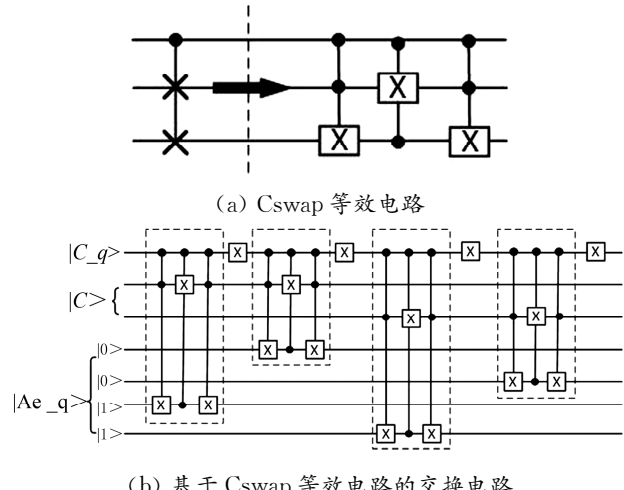 X
X X
(a) Cswap 等效电路
|C_q> X X X X
X X
|C> {
X X
|0> X X
|0> X X
|Ae_q> { |1> X X
|1> X X
(b) 基于 Cswap 等效电路的交换电路